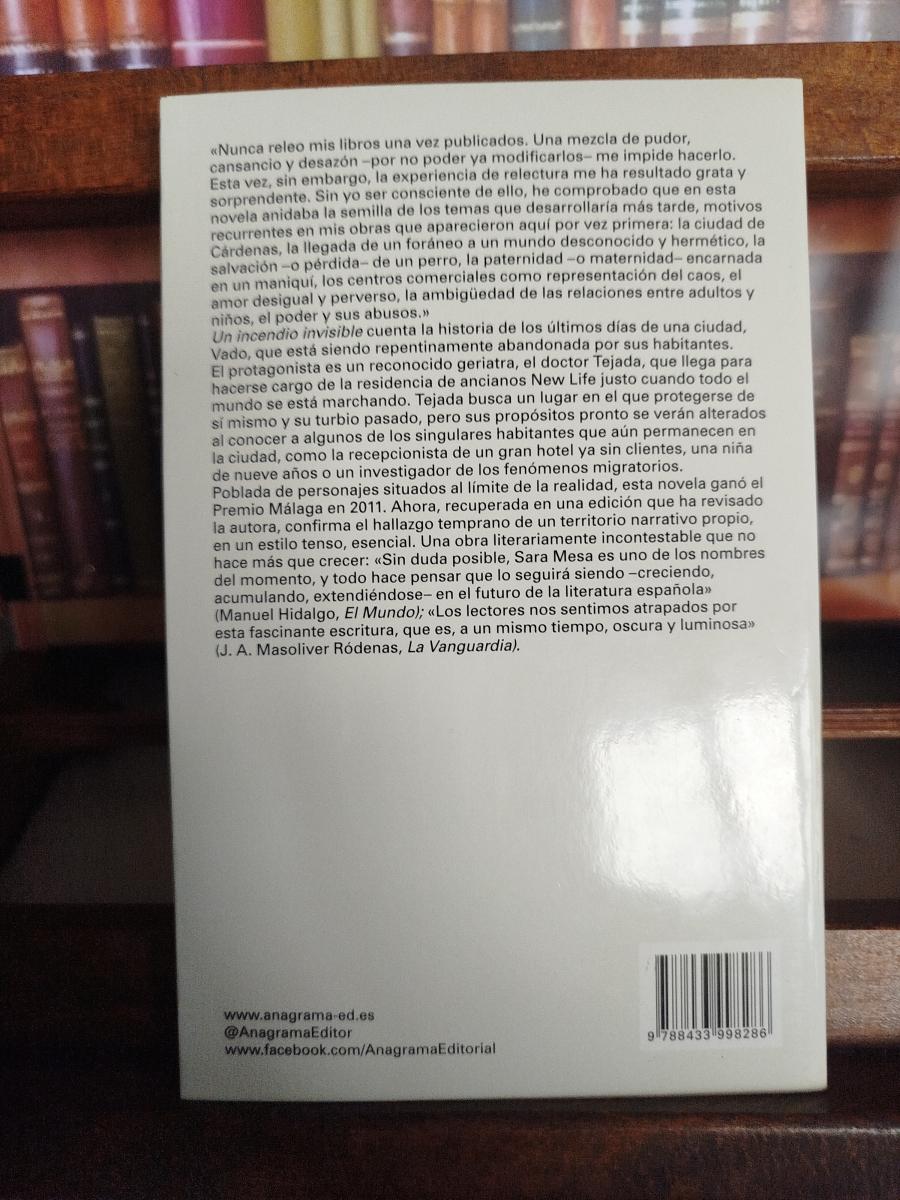 «Nunca releo mis libros una vez publicados. Una mezcla de pudor,
cansancio y desazón –por no poder ya modificarlos– me impide hacerlo.
Esta vez, sin embargo, la experiencia de relectura me ha resultado grata y
sorprendente. Sin yo ser consciente de ello, he comprobado que en esta
novela anidaba la semilla de los temas que desarrollaría más tarde, motivos
recurrentes en mis obras que aparecieron aquí por vez primera: la ciudad de
Cárdenas, la llegada de un foráneo a un mundo desconocido y hermético, la
salvación –o pérdida– de un perro, la paternidad –o maternidad– encarnada
en un maniquí, los centros comerciales como representación del caos, el
amor desigual y perverso, la ambigüedad de las relaciones entre adultos y
niños, el poder y sus abusos.»
Un incendio invisible cuenta la historia de los últimos días de una ciudad,
Vado, que está siendo repentinamente abandonada por sus habitantes.
El protagonista es un reconocido geriatra, el doctor Tejada, que llega para
hacerse cargo de la residencia de ancianos New Life justo cuando todo el
mundo se está marchando. Tejada busca un lugar en el que protegerse de
sí mismo y su turbio pasado, pero sus propósitos pronto se verán alterados
al conocer a algunos de los singulares habitantes que aún permanecen en
la ciudad, como la recepcionista de un gran hotel ya sin clientes, una niña
de nueve años o un investigador de los fenómenos migratorios.
Poblada de personajes situados al límite de la realidad, esta novela ganó el
Premio Málaga en 2011. Ahora, recuperada en una edición que ha revisado
la autora, confirma el hallazgo temprano de un territorio narrativo propio,
en un estilo tenso, esencial. Una obra literariamente incontestable que no
hace más que crecer: «Sin duda posible, Sara Mesa es uno de los nombres
del momento, y todo hace pensar que lo seguirá siendo –creciendo,
acumulando, extendiéndose– en el futuro de la literatura española»
(Manuel Hidalgo, El Mundo); «Los lectores nos sentimos atrapados por
esta fascinante escritura, que es, a un mismo tiempo, oscura y luminosa»
(J. A. Masoliver Ródenas, La Vanguardia).
www.anagrama-ed.es
@AnagramaEditor
www.facebook.com/AnagramaEditorial
9 788433 998286